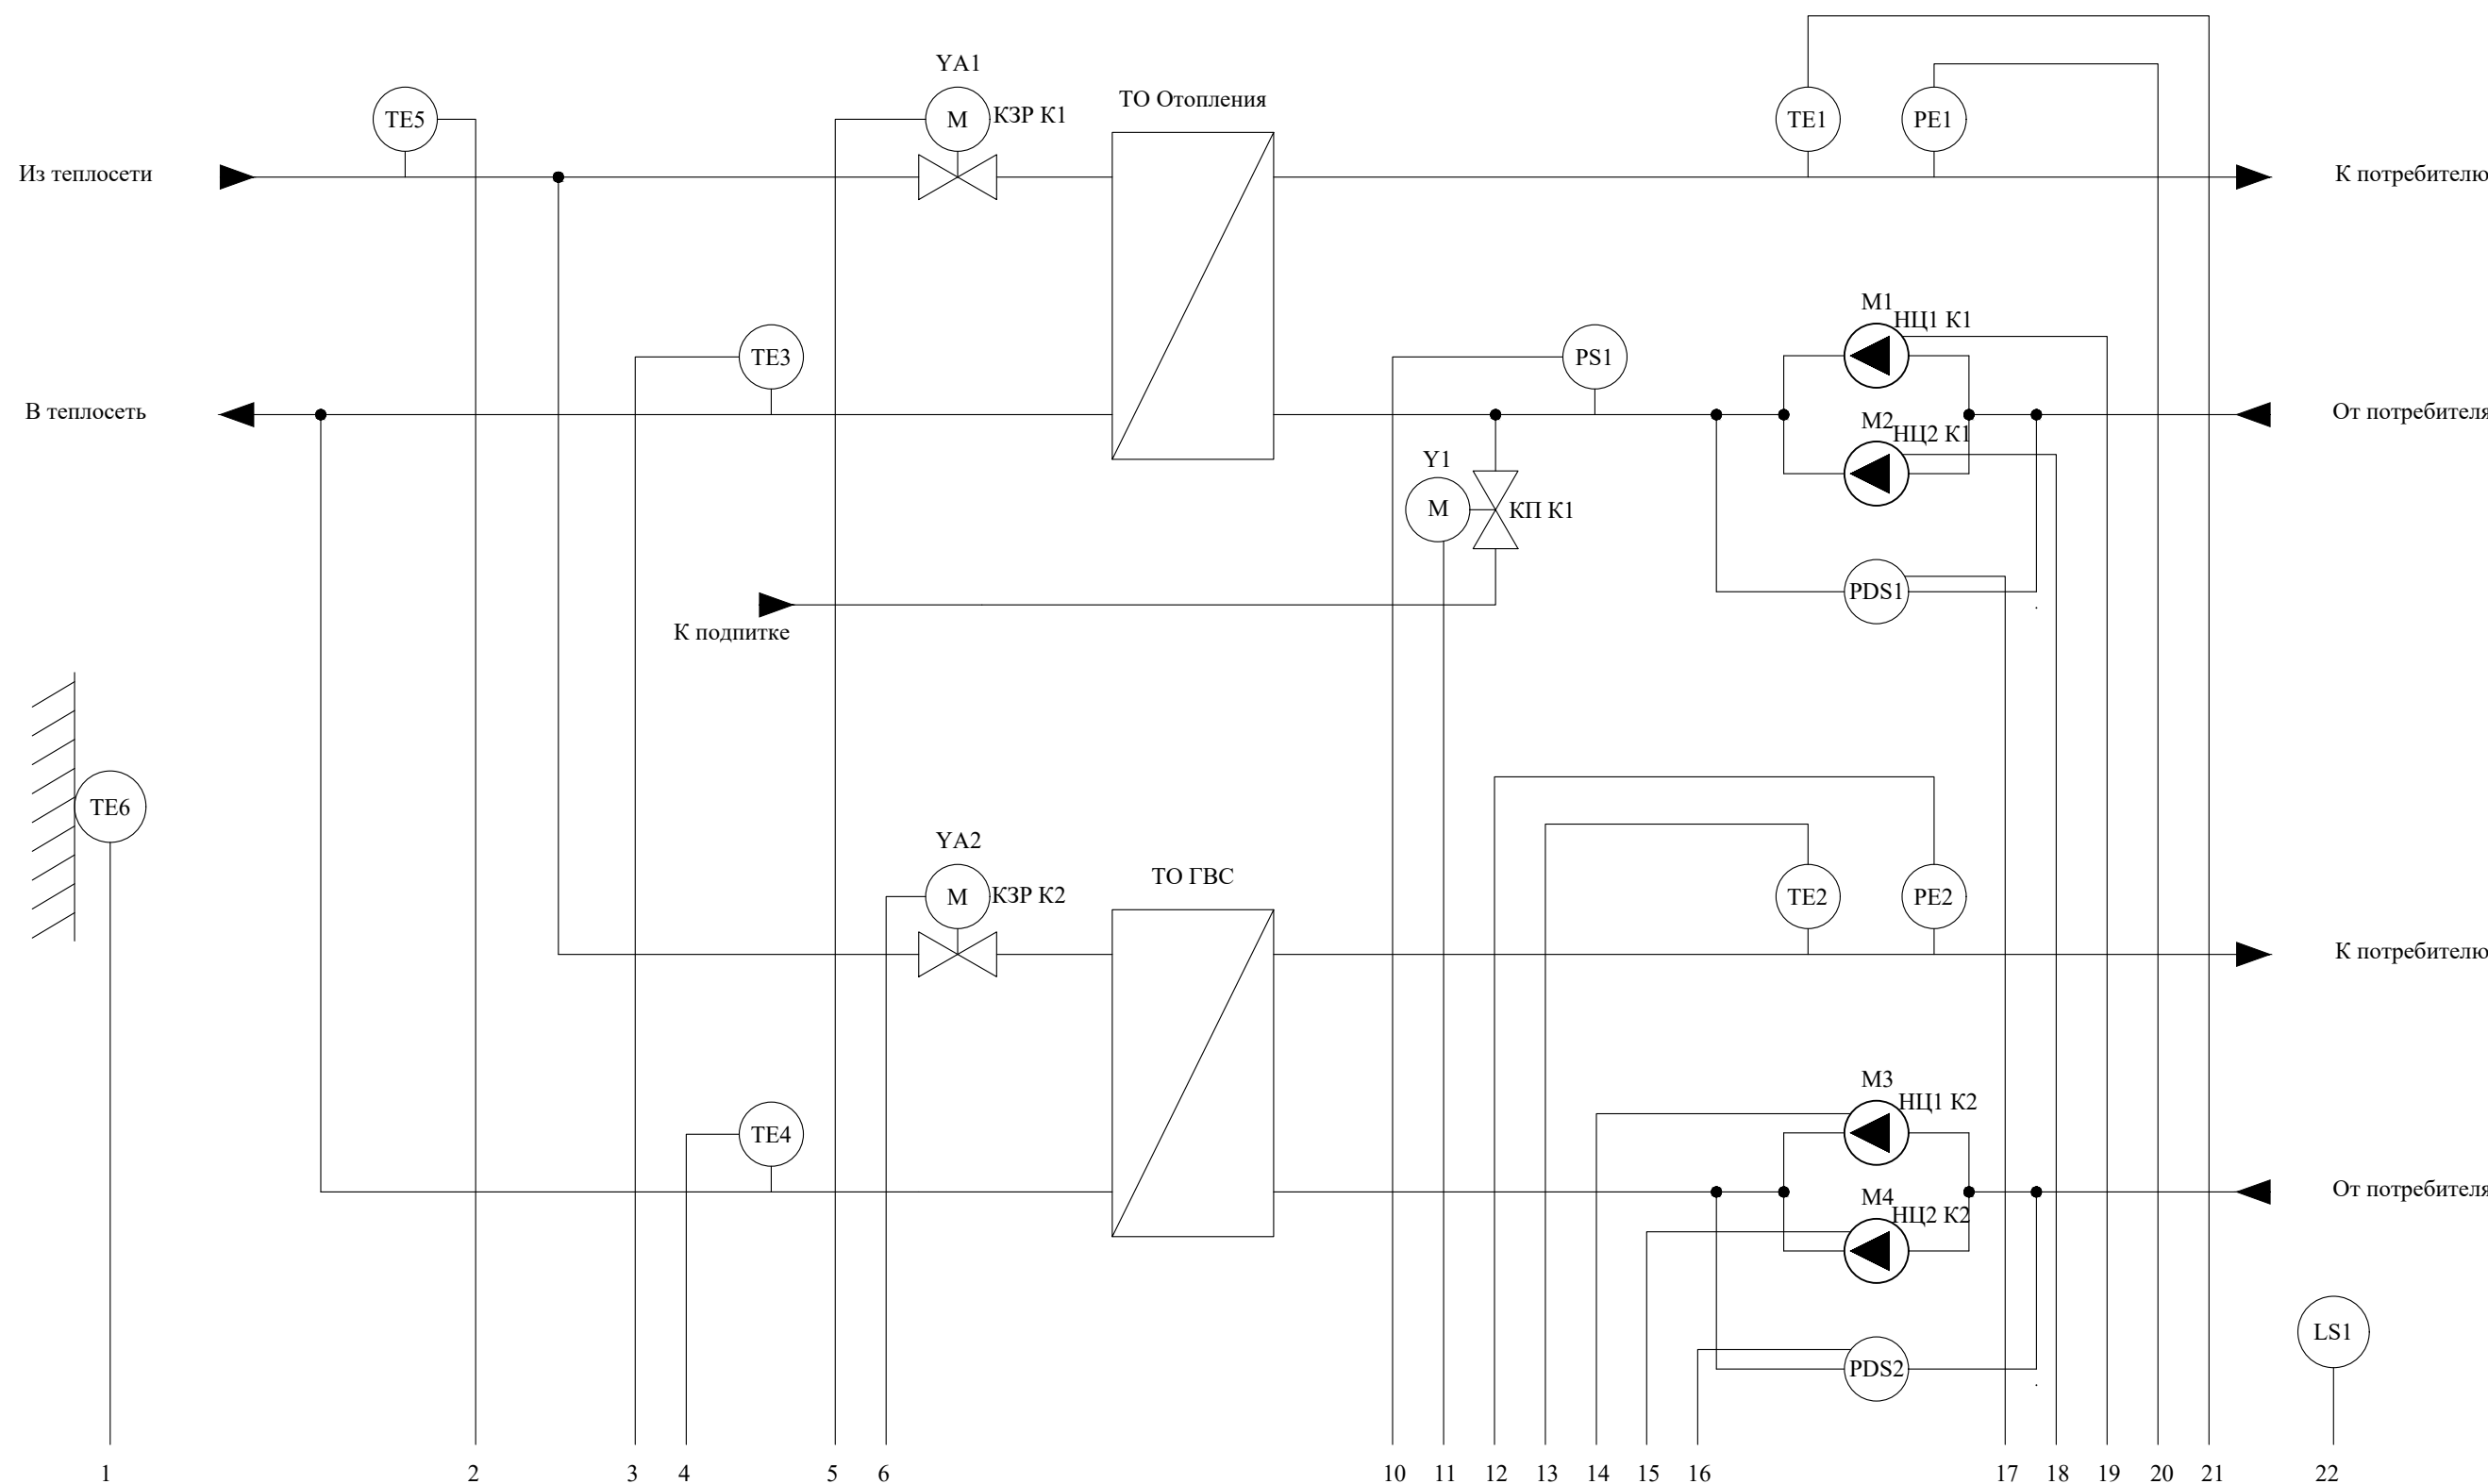 YA1
ТО Отопления
TE5
M
КЗР К1
TE1
PE1
Из теплосети
К потребителю
M1
НЦ1 К1
TE3
PS1
В теплосеть
M2
НЦ2 К1
От потребителя
Y1
M
КП К1
PDS1
К подпитке
TE6
YA2
ТО ГВС
M
КЗР К2
TE2
PE2
К потребителю
M3
НЦ1 К2
TE4
M4
НЦ2 К2
От потребителя
LS1
PDS2
1 2 3 4 5 6 10 11 12 13 14 15 16 17 18 19 20 21 22